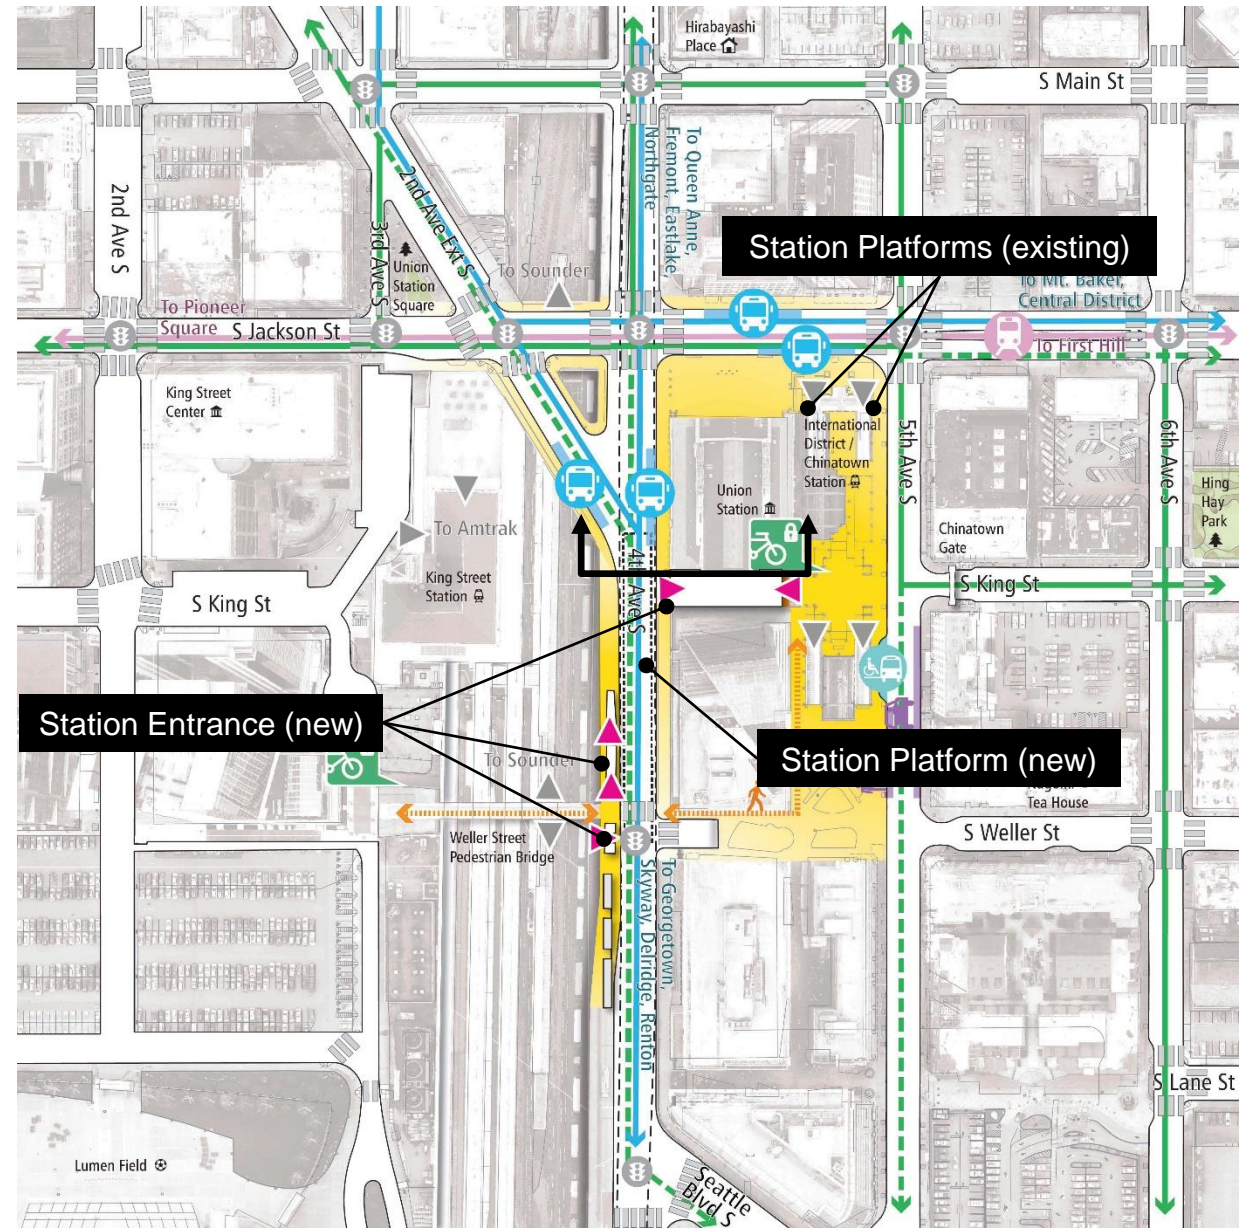 Hirabayashi
Place
S Main St
To Queen Anne,
Fremont, Eastlake,
Northgate
2nd Ave S
2nd Ave Ext S
3rd Ave S
Union
Station
Square
To Sounder
Station Platforms (existing)
To Mt. Baker,
Central District
To Pioneer
Square
S Jackson St
To First Hill
King Street
Center
International
District /
Chinatown
Station
5th Ave S
6th Ave S
Union
Station
Hing
Hay
Park
To Amtrak
Chinatown
Gate
King Street
Station
4th Ave S
S King St
S King St
Station Entrance (new)
To Sounder
Station Platform (new)
Tea House
Weller Street
Pedestrian Bridge
S Weller St
To Georgetown,
Skyway, Delridge, Renton
S Lane St
Lumen Field
Seattle
Blvd S